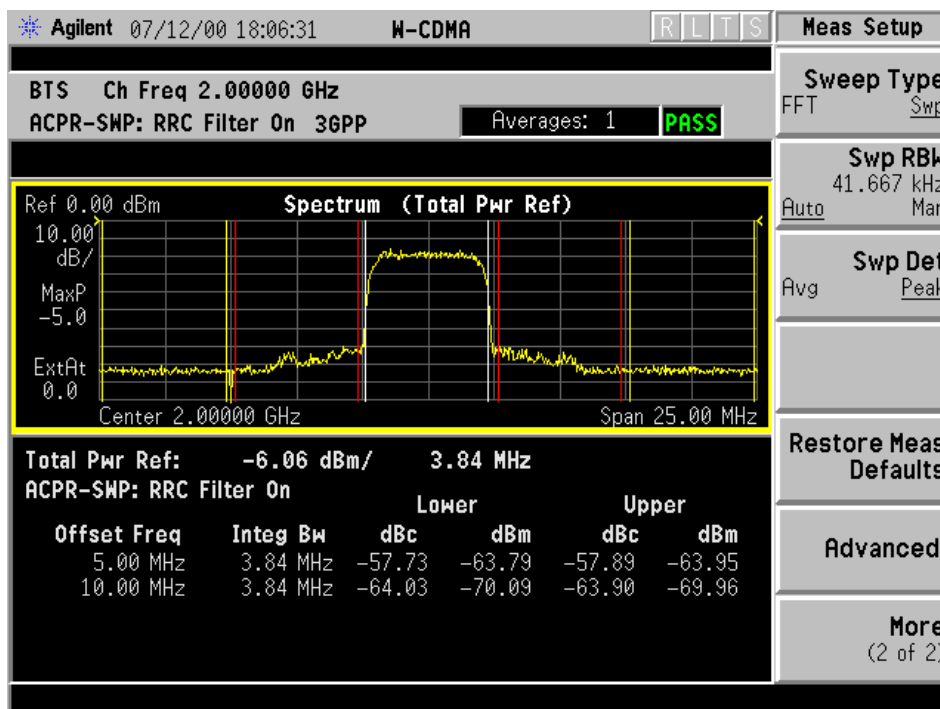 Agilent 07/12/00 18:06:31 W-CDMA R L T S
BTS Ch Freq 2.00000 GHz
ACPR-SWP: RRC Filter On 3GPP Averages: 1 PASS
Ref 0.00 dBm Spectrum (Total Pwr Ref)
10.00
dB/
MaxP
-5.0
ExtAt
0.0
Center 2.00000 GHz Span 25.00 MHz
Total Pwr Ref: -6.06 dBm/ 3.84 MHz
ACPR-SWP: RRC Filter On
Lower Upper
Offset Freq Integ Bw dBc dBm dBc dBm
5.00 MHz 3.84 MHz -57.73 -63.79 -57.89 -63.95
10.00 MHz 3.84 MHz -64.03 -70.09 -63.90 -69.96
Meas Setup
Sweep Type
FFT Swp
Swp RBW
41.667 kHz
Auto Man
Swp Det
Avg Peak
Restore Meas
Defaults
Advanced
More
(2 of 2)